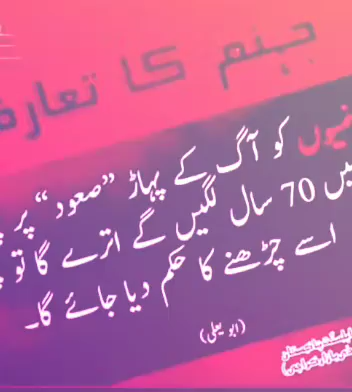 جہنم کا تعارف
کو آگ کے پہاڑ ”صعود“ پر
70 سال لگیں گے اترے گا تو
اسے چڑھنے کا حکم دیا جائے گا۔
(ابو یعلی)